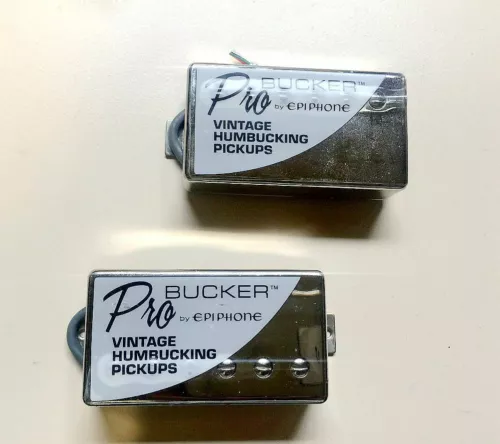 Pro BUCKER™
by EPIPHONE
VINTAGE
HUMBUCKING
PICKUPS
Pro BUCKER™
by EPIPHONE
VINTAGE
HUMBUCKING
PICKUPS